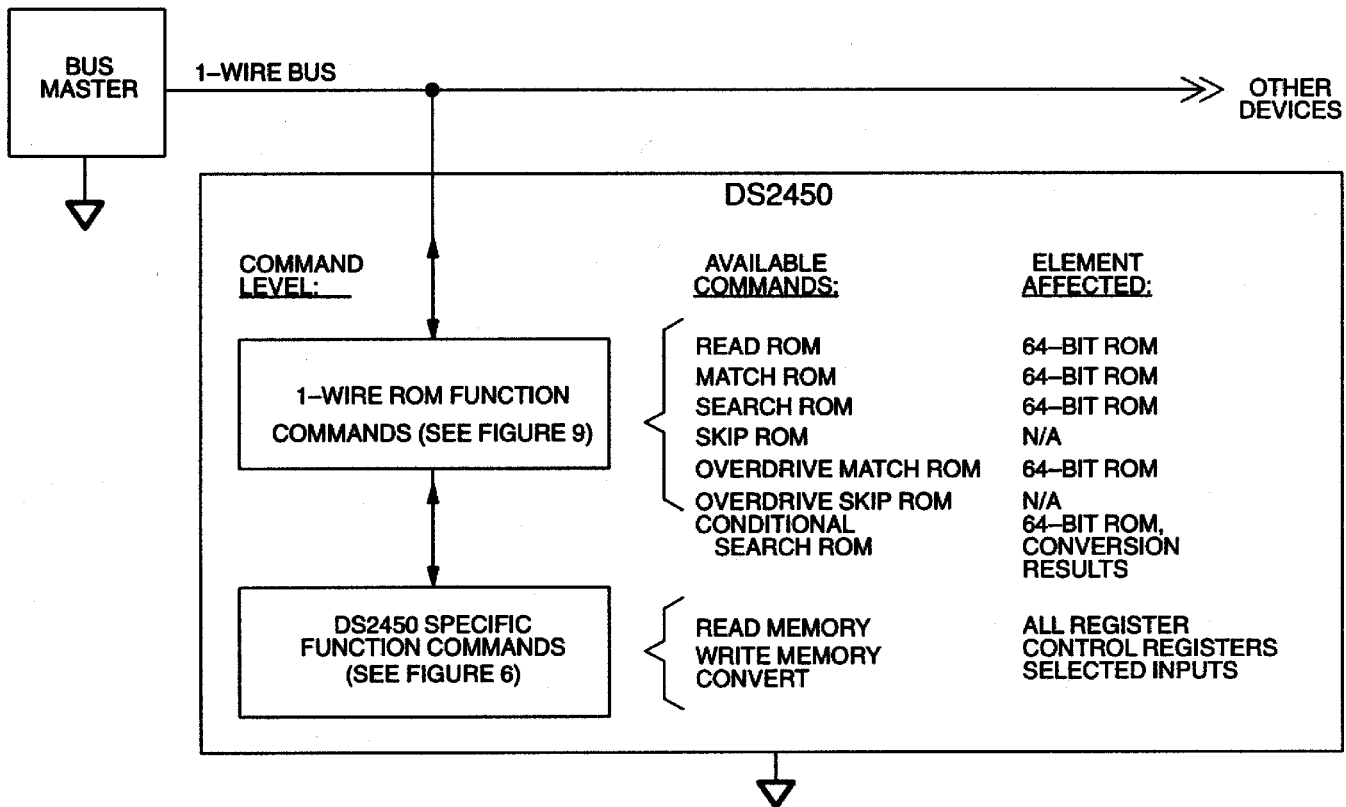 BUS
MASTER
1–WIRE BUS
OTHER
DEVICES
DS2450
COMMAND
LEVEL:
AVAILABLE
COMMANDS:
ELEMENT
AFFECTED:
1–WIRE ROM FUNCTION
COMMANDS (SEE FIGURE 9)
READ ROM 64–BIT ROM
MATCH ROM 64–BIT ROM
SEARCH ROM 64–BIT ROM
SKIP ROM N/A
OVERDRIVE MATCH ROM 64–BIT ROM
OVERDRIVE SKIP ROM N/A
CONDITIONAL 64–BIT ROM,
SEARCH ROM CONVERSION
RESULTS
DS2450 SPECIFIC
FUNCTION COMMANDS
(SEE FIGURE 6)
READ MEMORY ALL REGISTER
WRITE MEMORY CONTROL REGISTERS
CONVERT SELECTED INPUTS